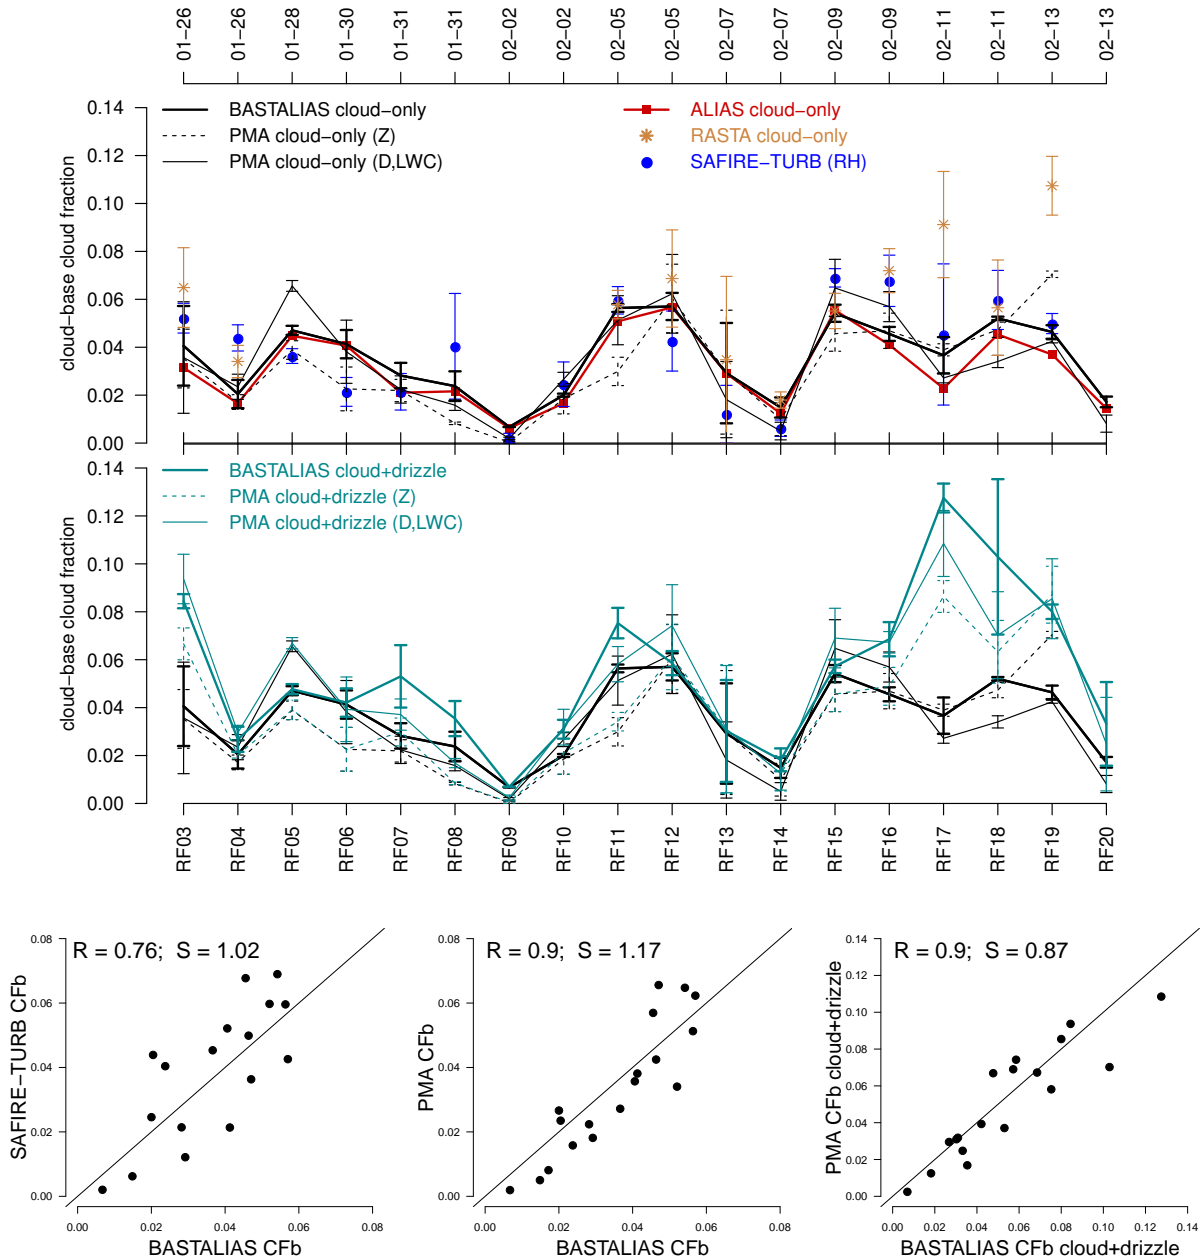 01−26 01−26 01−28 01−30 01−31 01−31 02−02 02−02 02−05 02−05 02−07 02−07 02−09 02−09 02−11 02−11 02−13 02−13
cloud−base cloud fraction
0.14
0.12
0.10
0.08
0.06
0.04
0.02
0.00
BASTALIAS cloud−only
PMA cloud−only (Z)
PMA cloud−only (D,LWC)
ALIAS cloud−only
RASTA cloud−only
SAFIRE−TURB (RH)
cloud−base cloud fraction
0.14
0.12
0.10
0.08
0.06
0.04
0.02
0.00
BASTALIAS cloud+drizzle
PMA cloud+drizzle (Z)
PMA cloud+drizzle (D,LWC)
RF03 RF04 RF05 RF06 RF07 RF08 RF09 RF10 RF11 RF12 RF13 RF14 RF15 RF16 RF17 RF18 RF19 RF20
R = 0.76; S = 1.02
SAFIRE−TURB CFb
0.08
0.06
0.04
0.02
0.00
0.00 0.02 0.04 0.06 0.08
BASTALIAS CFb
R = 0.9; S = 1.17
PMA CFb
0.08
0.06
0.04
0.02
0.00
0.00 0.02 0.04 0.06 0.08
BASTALIAS CFb
R = 0.9; S = 0.87
PMA CFb cloud+drizzle
0.14
0.12
0.10
0.08
0.06
0.04
0.02
0.00
0.00 0.02 0.04 0.06 0.08 0.10 0.12 0.14
BASTALIAS CFb cloud+drizzle